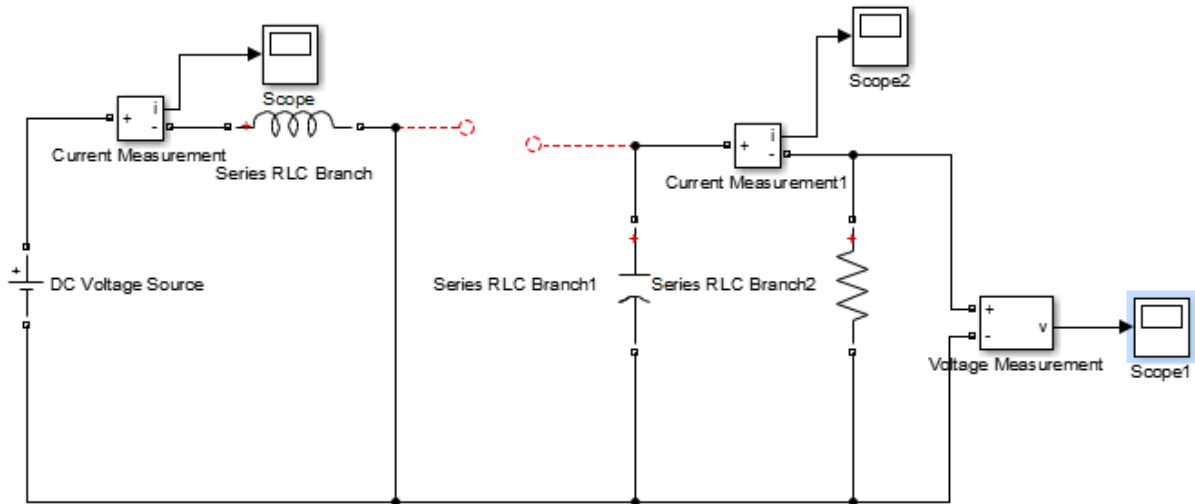 Scope
Scope2
i
+
-
Current Measurement
+
Series RLC Branch
i
+
-
Current Measurement1
+
DC Voltage Source
+
Series RLC Branch1
+
Series RLC Branch2
+
-
v
Voltage Measurement
Scope1